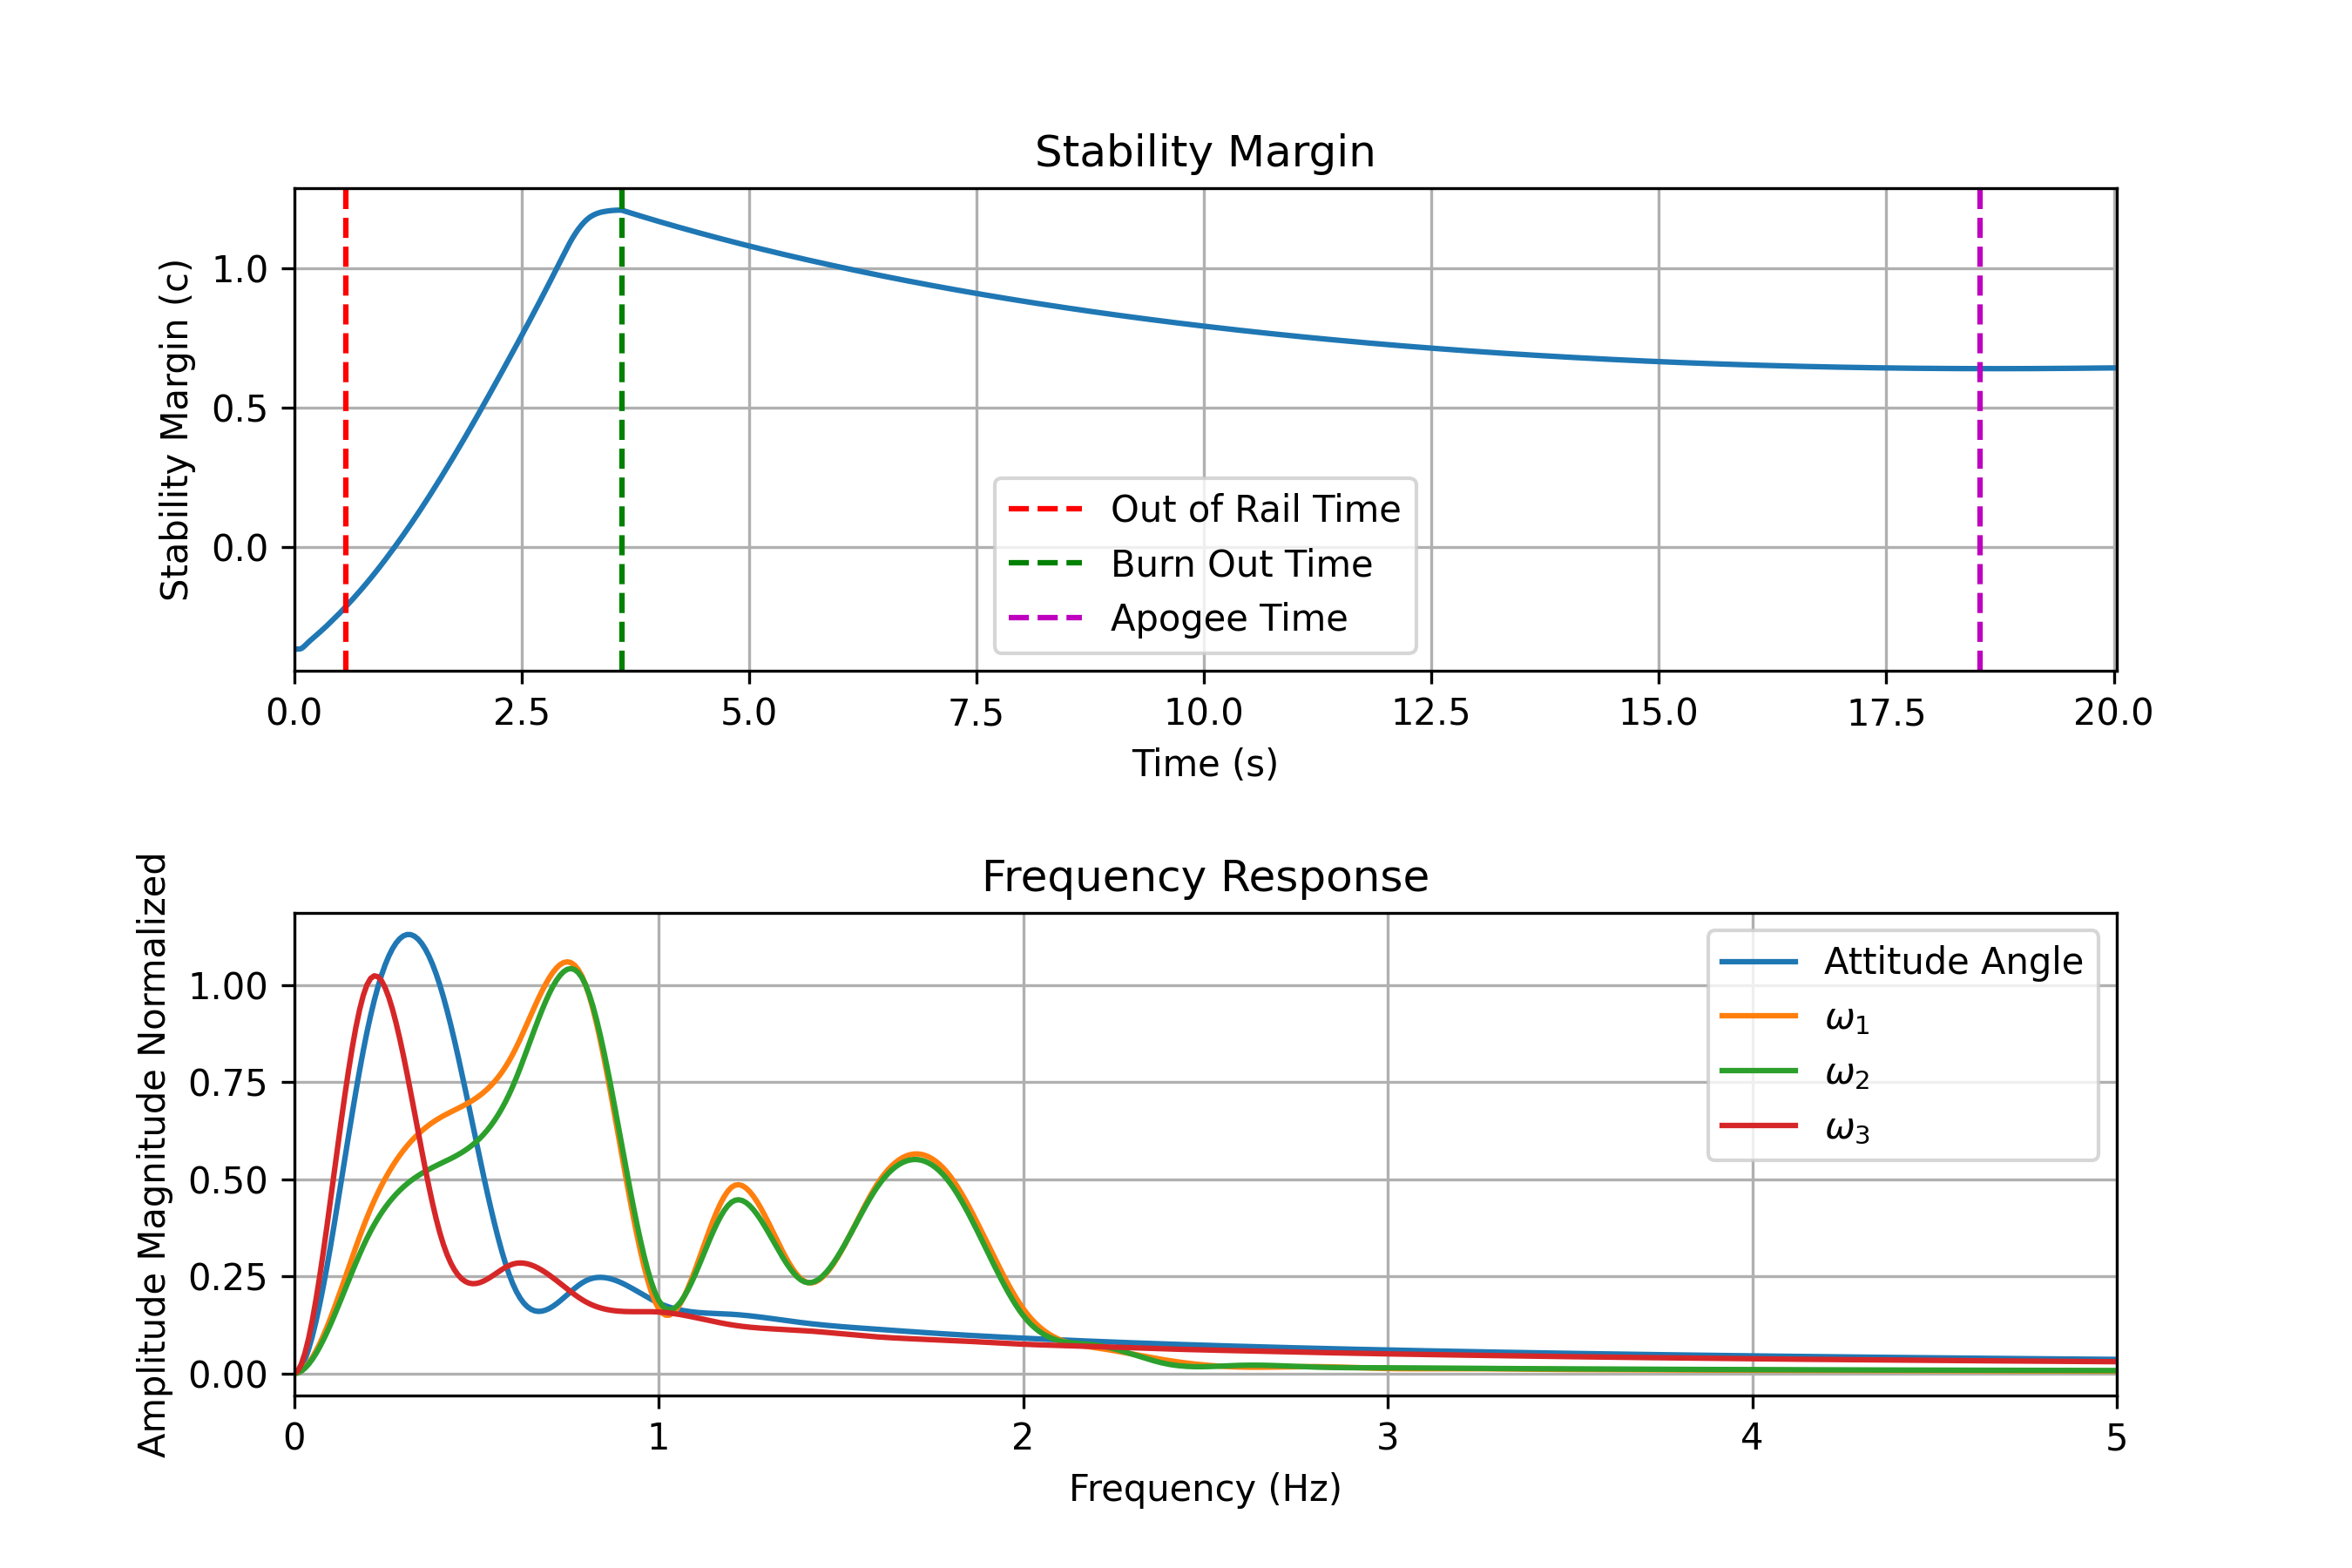 Stability Margin
Stability Margin (c)
1.0
0.5
0.0
Out of Rail Time
Burn Out Time
Apogee Time
0.0 2.5 5.0 7.5 10.0 12.5 15.0 17.5 20.0
Time (s)
Frequency Response
Amplitude Magnitude Normalized
1.00
0.75
0.50
0.25
0.00
Attitude Angle
ω₁
ω₂
ω₃
0 1 2 3 4 5
Frequency (Hz)